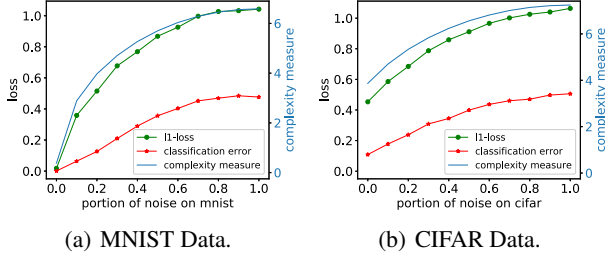 1.0
0.8
0.6
0.4
0.2
0.0
loss
6
4
2
0
complexity measure
l1-loss
classification error
complexity measure
0.0 0.2 0.4 0.6 0.8 1.0
portion of noise on mnist
(a) MNIST Data.
1.0
0.8
0.6
0.4
0.2
0.0
loss
6
4
2
0
complexity measure
l1-loss
classification error
complexity measure
0.0 0.2 0.4 0.6 0.8 1.0
portion of noise on cifar
(b) CIFAR Data.